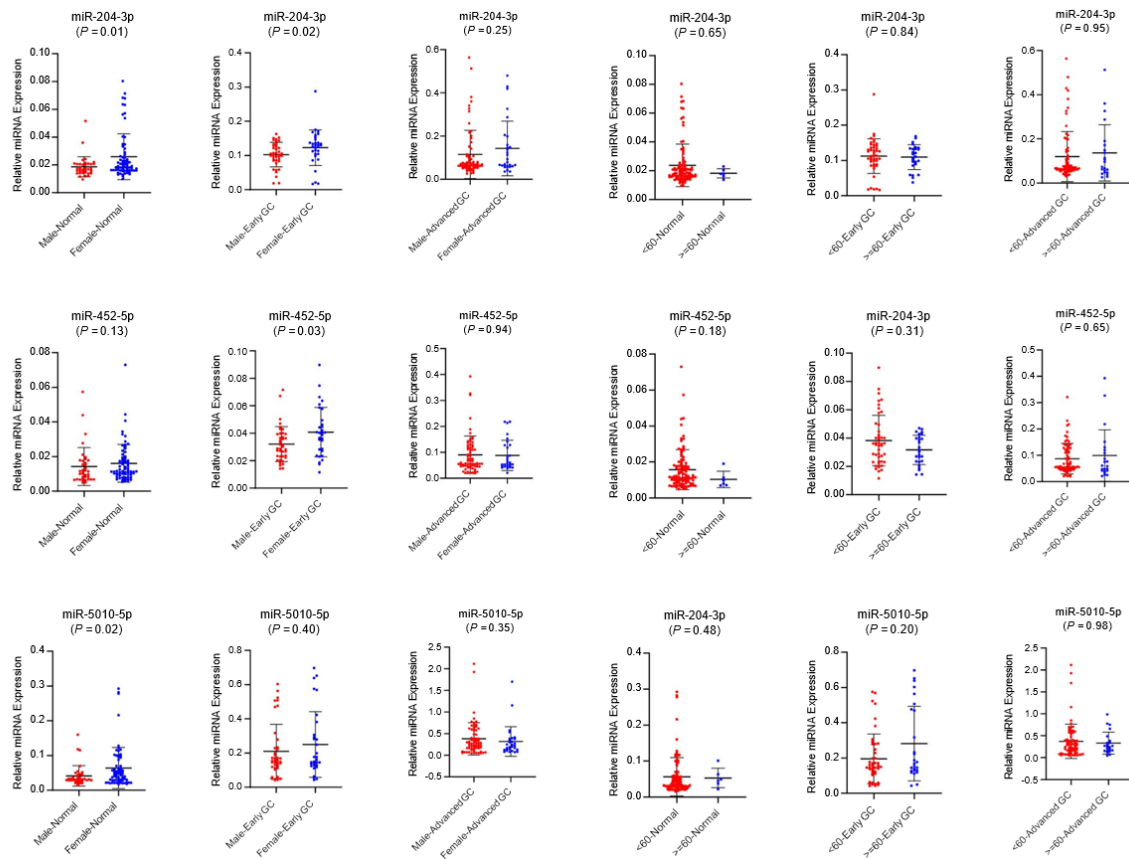 miR-204-3p
(P = 0.01)
Relative miRNA Expression
0.10
0.08
0.06
0.04
0.02
0.00
Male-Normal
Female-Normal
miR-204-3p
(P = 0.02)
Relative miRNA Expression
0.4
0.3
0.2
0.1
0.0
Male-Early GC
Female-Early GC
miR-204-3p
(P = 0.25)
Relative miRNA Expression
0.6
0.4
0.2
0.0
Male-Advanced GC
Female-Advanced GC
miR-204-3p
(P = 0.65)
Relative miRNA Expression
0.10
0.08
0.06
0.04
0.02
0.00
<60-Normal
>=60-Normal
miR-204-3p
(P = 0.84)
Relative miRNA Expression
0.4
0.3
0.2
0.1
0.0
<60-Early GC
>=60-Early GC
miR-204-3p
(P = 0.95)
Relative miRNA Expression
0.6
0.4
0.2
0.0
<60-Advanced GC
>=60-Advanced GC
miR-452-5p
(P = 0.13)
Relative miRNA Expression
0.08
0.06
0.04
0.02
0.00
Male-Normal
Female-Normal
miR-452-5p
(P = 0.03)
Relative miRNA Expression
0.10
0.08
0.06
0.04
0.02
0.00
Male-Early GC
Female-Early GC
miR-452-5p
(P = 0.94)
Relative miRNA Expression
0.5
0.4
0.3
0.2
0.1
0.0
Male-Advanced GC
Female-Advanced GC
miR-452-5p
(P = 0.18)
Relative miRNA Expression
0.08
0.06
0.04
0.02
0.00
<60-Normal
>=60-Normal
miR-204-3p
(P = 0.31)
Relative miRNA Expression
0.10
0.08
0.06
0.04
0.02
0.00
<60-Early GC
>=60-Early GC
miR-452-5p
(P = 0.65)
Relative miRNA Expression
0.5
0.4
0.3
0.2
0.1
0.0
<60-Advanced GC
>=60-Advanced GC
miR-5010-5p
(P = 0.02)
Relative miRNA Expression
0.4
0.3
0.2
0.1
0.0
Male-Normal
Female-Normal
miR-5010-5p
(P = 0.40)
Relative miRNA Expression
0.8
0.6
0.4
0.2
0.0
Male-Early GC
Female-Early GC
miR-5010-5p
(P = 0.35)
Relative miRNA Expression
2.5
2.0
1.5
1.0
0.5
0.0
-0.5
Male-Advanced GC
Female-Advanced GC
miR-204-3p
(P = 0.48)
Relative miRNA Expression
0.4
0.3
0.2
0.1
0.0
<60-Normal
>=60-Normal
miR-5010-5p
(P = 0.20)
Relative miRNA Expression
0.8
0.6
0.4
0.2
0.0
<60-Early GC
>=60-Early GC
miR-5010-5p
(P = 0.98)
Relative miRNA Expression
2.5
2.0
1.5
1.0
0.5
0.0
-0.5
<60-Advanced GC
>=60-Advanced GC